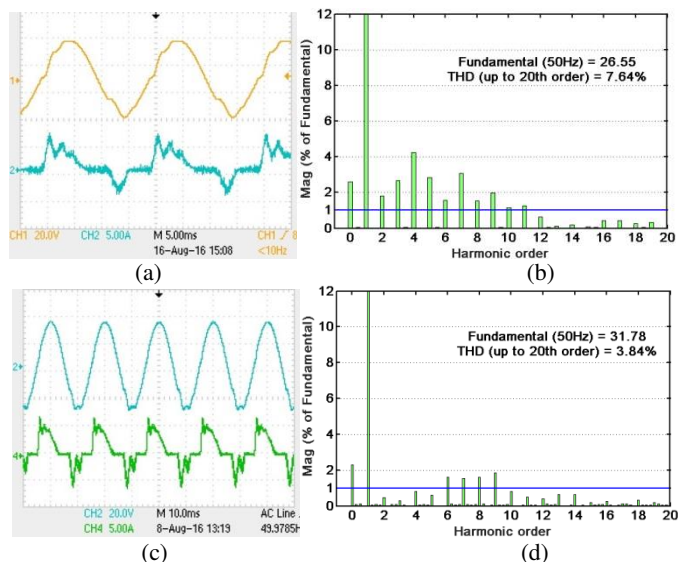 1
2
CH1 20.0V CH2 5.00A M 5.00ms CH1 / 8
16-Aug-16 15:08 <10Hz
(a)
Mag (% of Fundamental)
12
10
8
6
4
2
1
0
Fundamental (50Hz) = 26.55
THD (up to 20th order) = 7.64%
0 2 4 6 8 10 12 14 16 18 20
Harmonic order
(b)
2
4
CH2 20.0V M 10.0ms AC Line
CH4 5.00A 8-Aug-16 13:19 49.9785H
(c)
Mag (% of Fundamental)
12
10
8
6
4
2
1
0
Fundamental (50Hz) = 31.78
THD (up to 20th order) = 3.84%
0 2 4 6 8 10 12 14 16 18 20
Harmonic order
(d)